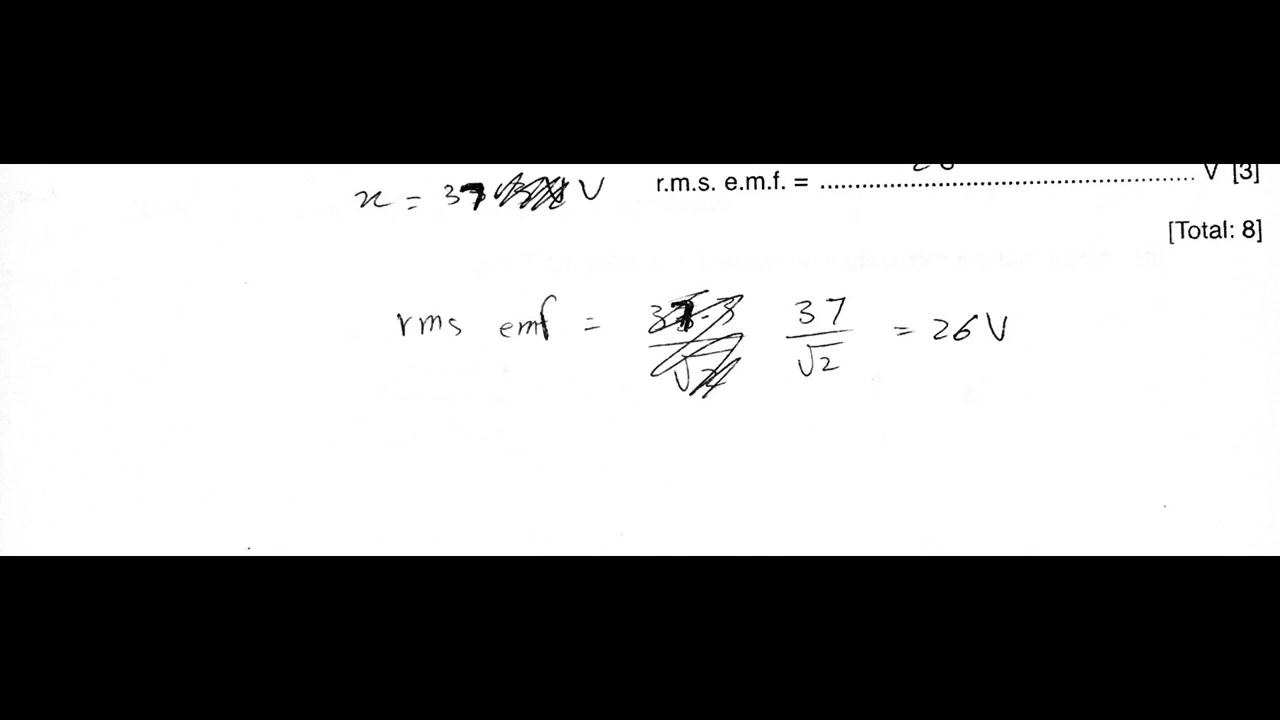 x = 37 V r.m.s. e.m.f. = .......................................................... V [3]
[Total: 8]
rms emf = 37/√2 = 26 V